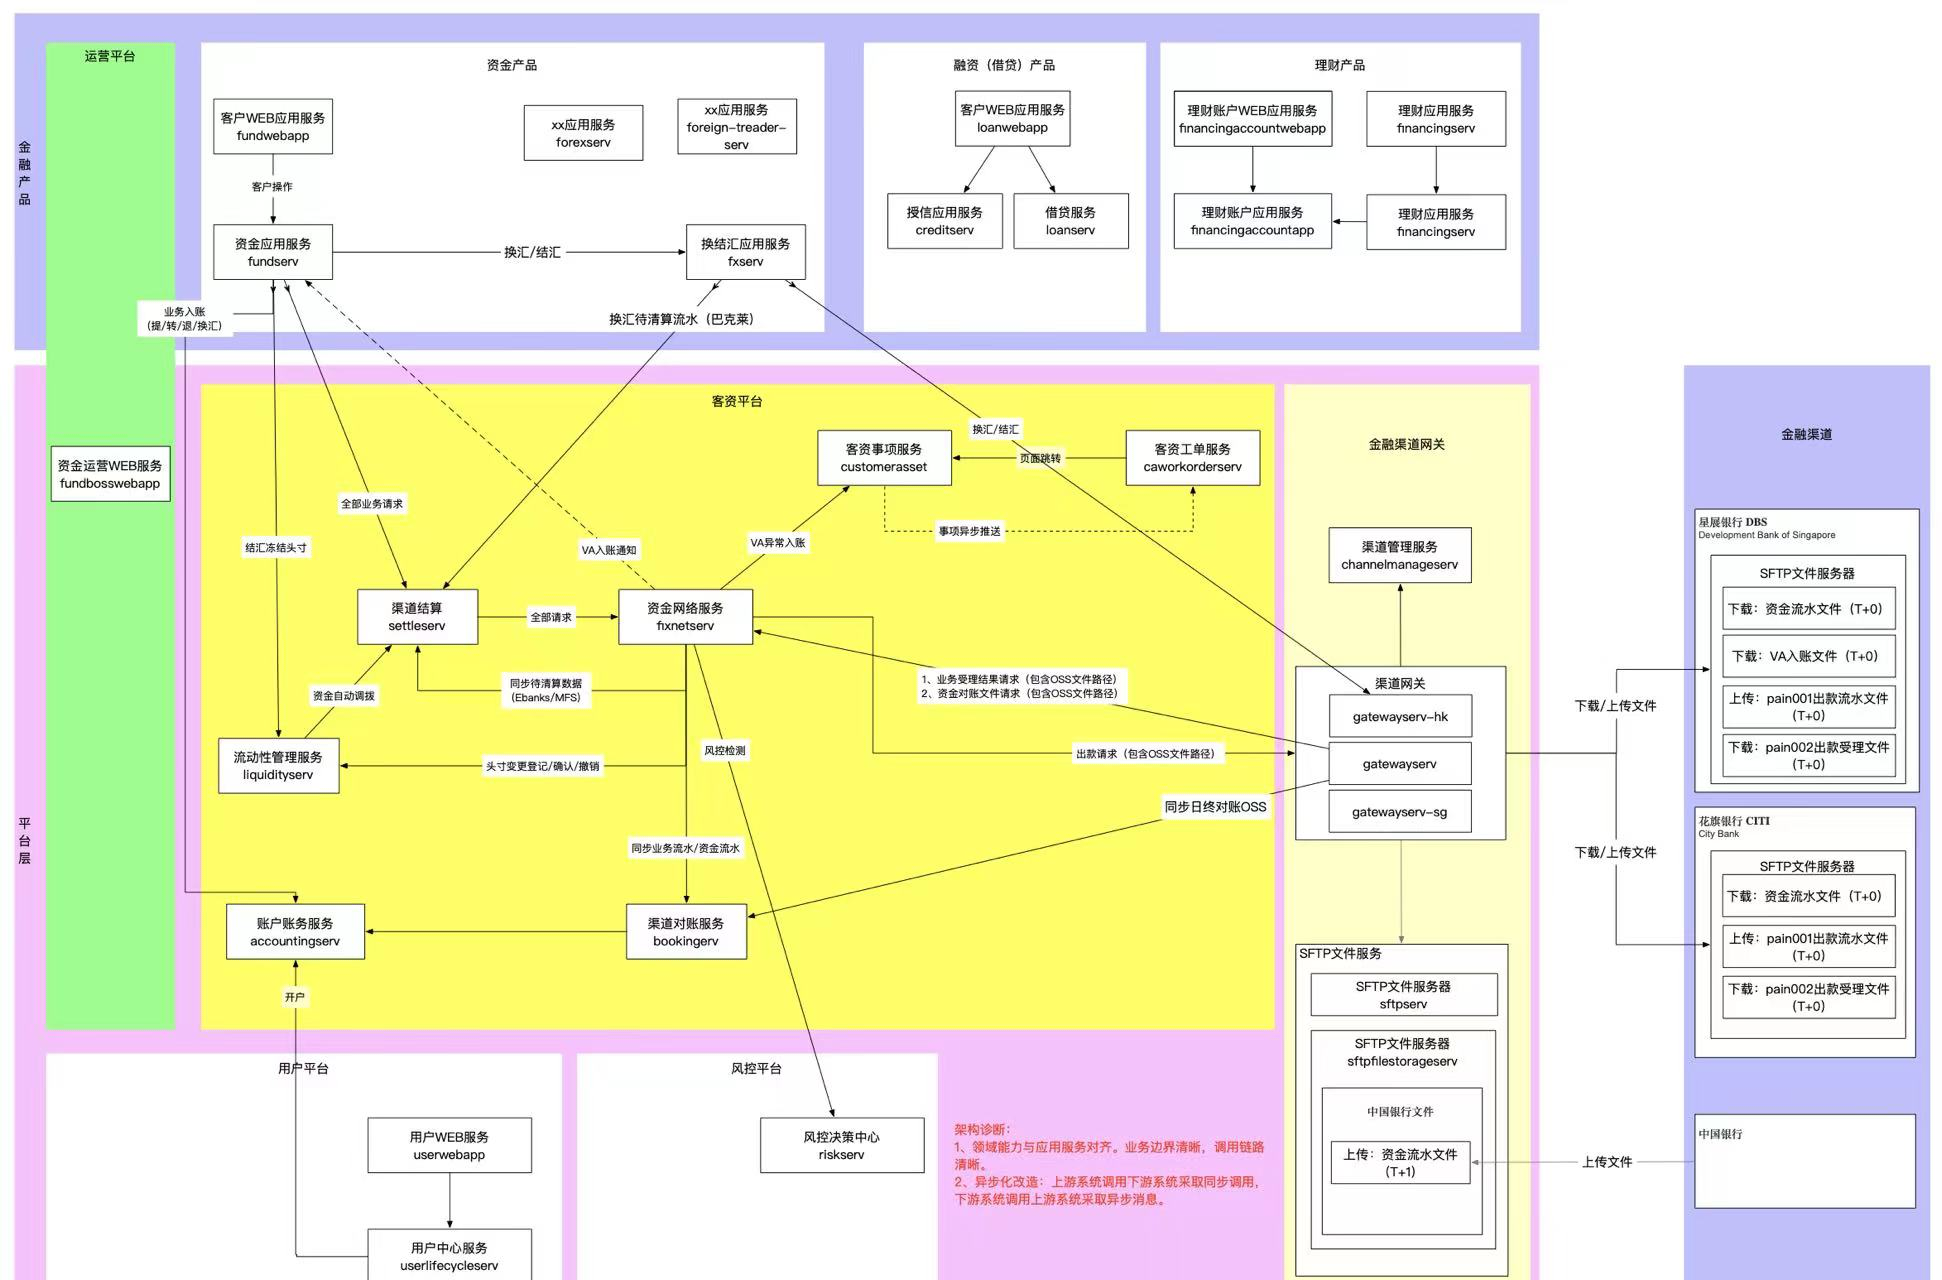 运营平台
资金产品
客户WEB应用服务
fundwebapp
xx应用服务
forexserv
xx应用服务
foreign-treader-
serv
客户操作
资金应用服务
fundserv
换汇/结汇
换结汇应用服务
fxserv
业务入账
(提/转/退/换汇)
换汇待清算流水（巴克莱）
融资（借贷）产品
客户WEB应用服务
loanwebapp
授信应用服务
creditserv
借贷服务
loanserv
理财产品
理财账户WEB应用服务
financingaccountwebapp
理财应用服务
financingserv
理财账户应用服务
financingaccountapp
理财应用服务
financingserv
金
融
产
品
平
台
层
资金运营WEB服务
fundbosswebapp
客资平台
换汇/结汇
客资事项服务
customerasset
页面跳转
客资工单服务
caworkorderserv
事项异步推送
全部业务请求
结汇冻结头寸
VA入账通知
VA异常入账
渠道结算
settleserv
全部请求
资金网络服务
fixnetserv
同步待清算数据
(Ebanks/MFS)
资金自动调拨
1、业务受理结果请求（包含OSS文件路径）
2、资金对账文件请求（包含OSS文件路径）
流动性管理服务
liquidityserv
头寸变更登记/确认/撤销
风控检测
出款请求（包含OSS文件路径）
同步日终对账OSS
同步业务流水/资金流水
账户账务服务
accountingserv
渠道对账服务
bookingerv
开户
金融渠道网关
渠道管理服务
channelmanageserv
渠道网关
gatewayserv-hk
gatewayserv
gatewayserv-sg
SFTP文件服务
SFTP文件服务器
sftpserv
SFTP文件服务器
sftpfilestorageserv
中国银行文件
上传：资金流水文件
(T+1)
下载/上传文件
下载/上传文件
上传文件
金融渠道
星展银行 DBS
Development Bank of Singapore
SFTP文件服务器
下载：资金流水文件（T+0）
下载：VA入账文件（T+0）
上传：pain001出款流水文件
(T+0)
下载：pain002出款受理文件
(T+0)
花旗银行 CITI
City Bank
SFTP文件服务器
下载：资金流水文件（T+0）
上传：pain001出款流水文件
(T+0)
下载：pain002出款受理文件
(T+0)
中国银行
用户平台
用户WEB服务
userwebapp
用户中心服务
userlifecycleserv
风控平台
风控决策中心
riskserv
架构诊断：
1、领域能力与应用服务对齐。业务边界清晰，调用链路
清晰。
2、异步化改造：上游系统调用下游系统采取同步调用，
下游系统调用上游系统采取异步消息。